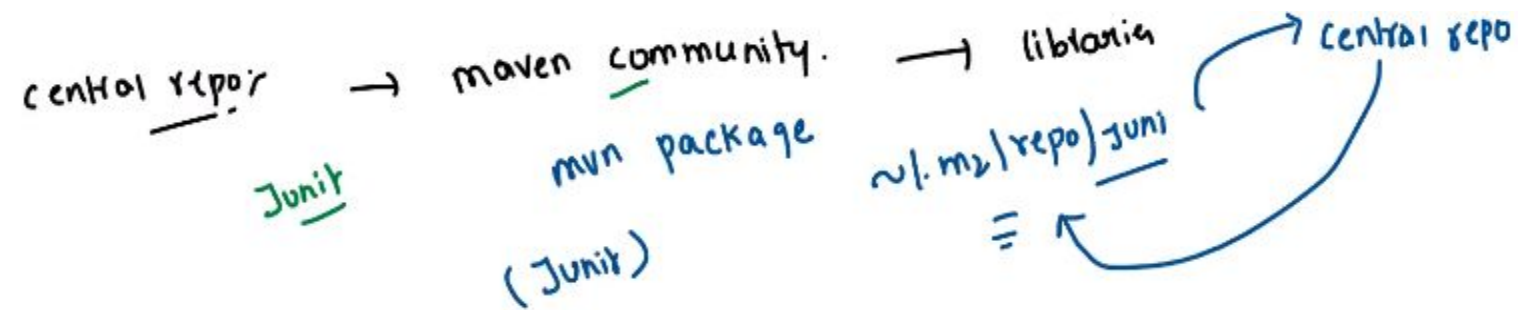 central repo → maven community. → libraries
central repo
mvn package
~/.m2/repo/juni
Junit
(Junit)